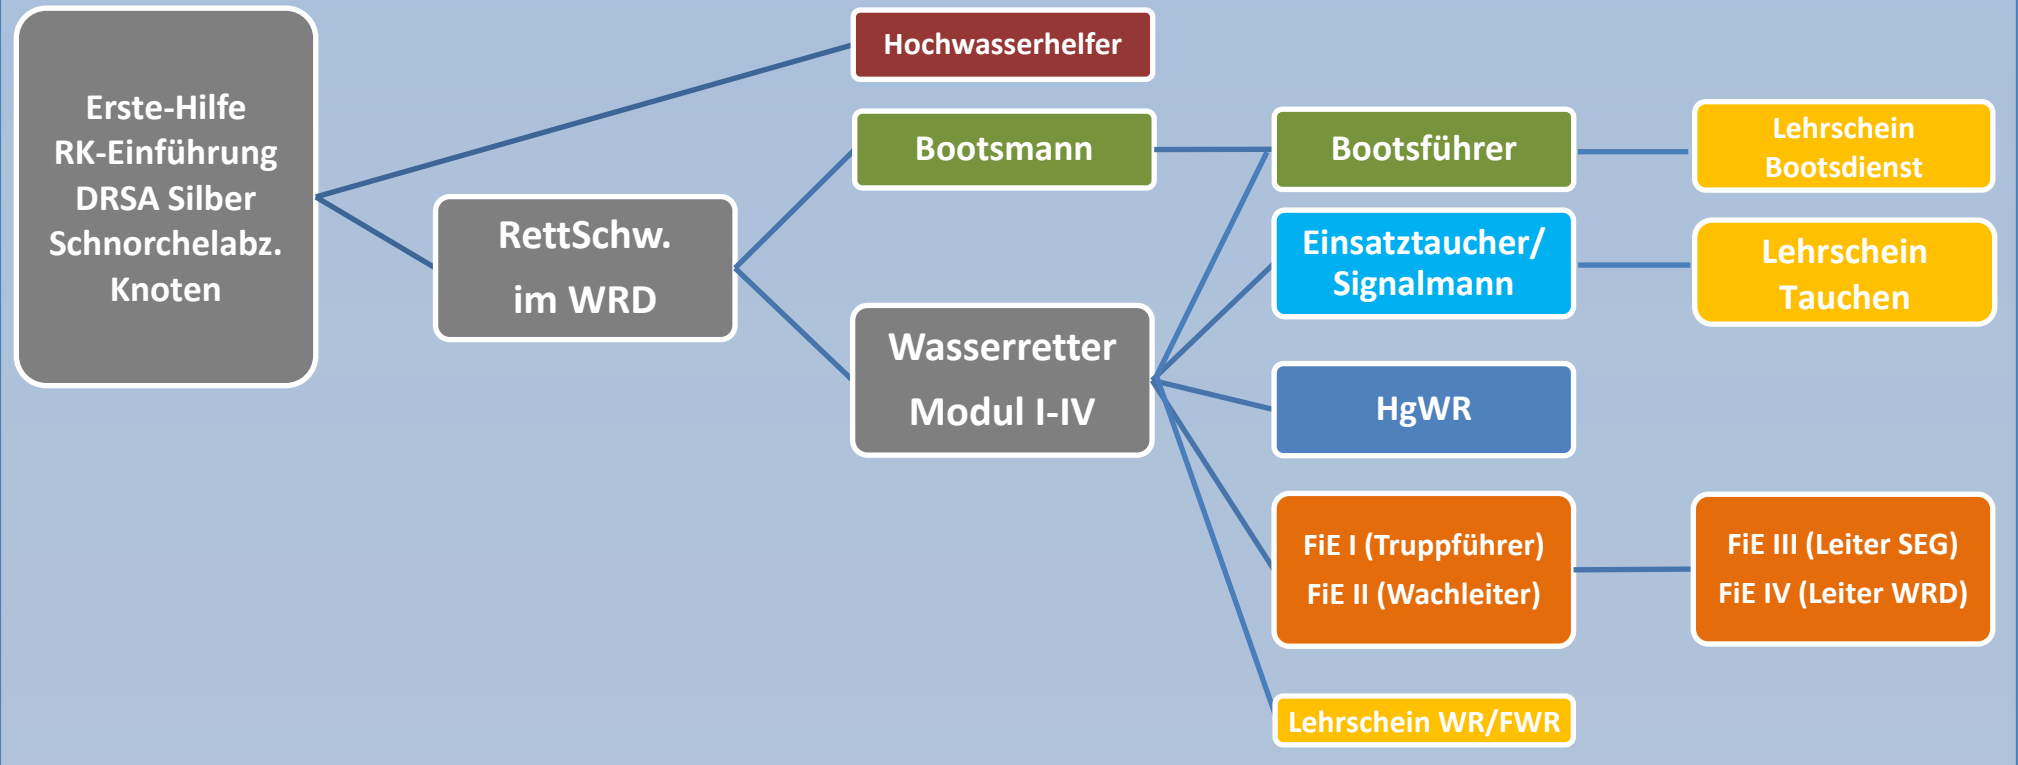 Erste-Hilfe
RK-Einführung
DRSA Silber
Schnorchelabz.
Knoten
RettSchw.
im WRD
Hochwasserhelfer
Bootsmann
Wasserretter
Modul I-IV
Bootsführer
Einsatztaucher/
Signalmann
HgWR
FiE I (Truppführer)
FiE II (Wachleiter)
Lehrschein WR/FWR
Lehrschein
Bootsdienst
Lehrschein
Tauchen
FiE III (Leiter SEG)
FiE IV (Leiter WRD)